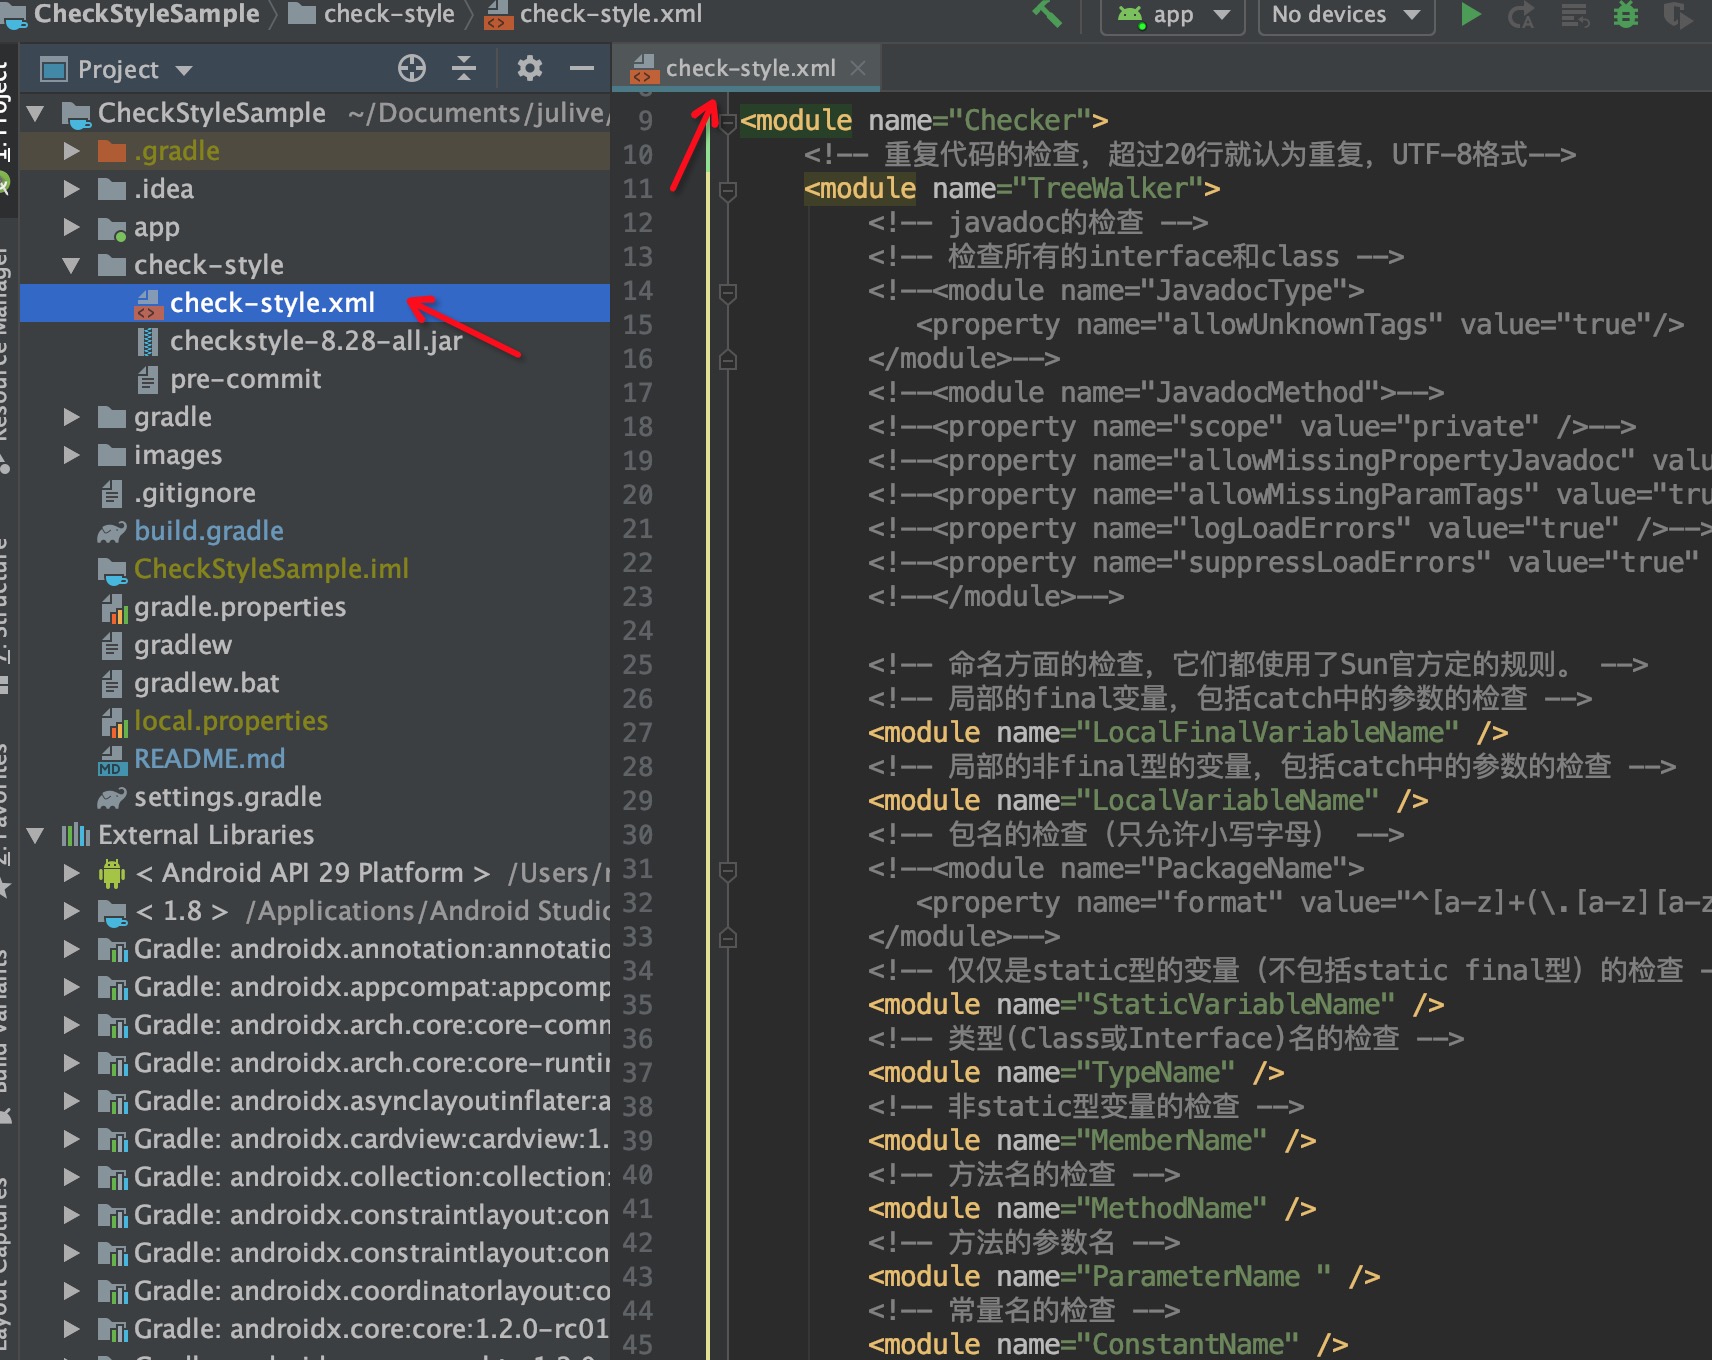 CheckStyleSample
check-style
check-style.xml
app
No devices
Project
check-style.xml
CheckStyleSample ~/Documents/julive/
.gradle
.idea
app
check-style
check-style.xml
checkstyle-8.28-all.jar
pre-commit
gradle
images
.gitignore
build.gradle
CheckStyleSample.iml
gradle.properties
gradlew
gradlew.bat
local.properties
MD README.md
settings.gradle
External Libraries
< Android API 29 Platform > /Users/
< 1.8 > /Applications/Android Studio
Gradle: androidx.annotation:annotatio
Gradle: androidx.appcompat:appcomp
Gradle: androidx.arch.core:core-comm
Gradle: androidx.arch.core:core-runtin
Gradle: androidx.asynclayoutinflater:a
Gradle: androidx.cardview:cardview:1.
Gradle: androidx.collection:collection:
Gradle: androidx.constraintlayout:con
Gradle: androidx.constraintlayout:con
Gradle: androidx.coordinatorlayout:co
Gradle: androidx.core:core:1.2.0-rc01
1: Project
Resource Manager
7: Structure
2: Favorites
Build Variants
Layout Captures
9 <module name="Checker">
10 <!-- 重复代码的检查，超过20行就认为重复，UTF-8格式-->
11 <module name="TreeWalker">
12 <!-- javadoc的检查 -->
13 <!-- 检查所有的interface和class -->
14 <!--<module name="JavadocType">
15 <property name="allowUnknownTags" value="true"/>
16 </module>-->
17 <!--<module name="JavadocMethod">-->
18 <!--<property name="scope" value="private" />-->
19 <!--<property name="allowMissingPropertyJavadoc" valu
20 <!--<property name="allowMissingParamTags" value="tru
21 <!--<property name="logLoadErrors" value="true" />-->
22 <!--<property name="suppressLoadErrors" value="true"
23 <!--</module>-->
24
25 <!-- 命名方面的检查，它们都使用了Sun官方定的规则。 -->
26 <!-- 局部的final变量，包括catch中的参数的检查 -->
27 <module name="LocalFinalVariableName" />
28 <!-- 局部的非final型的变量，包括catch中的参数的检查 -->
29 <module name="LocalVariableName" />
30 <!-- 包名的检查（只允许小写字母） -->
31 <!--<module name="PackageName">
32 <property name="format" value="^[a-z]+(\.[a-z][a-z
33 </module>-->
34 <!-- 仅仅是static型的变量（不包括static final型）的检查 -
35 <module name="StaticVariableName" />
36 <!-- 类型(Class或Interface)名的检查 -->
37 <module name="TypeName" />
38 <!-- 非static型变量的检查 -->
39 <module name="MemberName" />
40 <!-- 方法名的检查 -->
41 <module name="MethodName" />
42 <!-- 方法的参数名 -->
43 <module name="ParameterName " />
44 <!-- 常量名的检查 -->
45 <module name="ConstantName" />